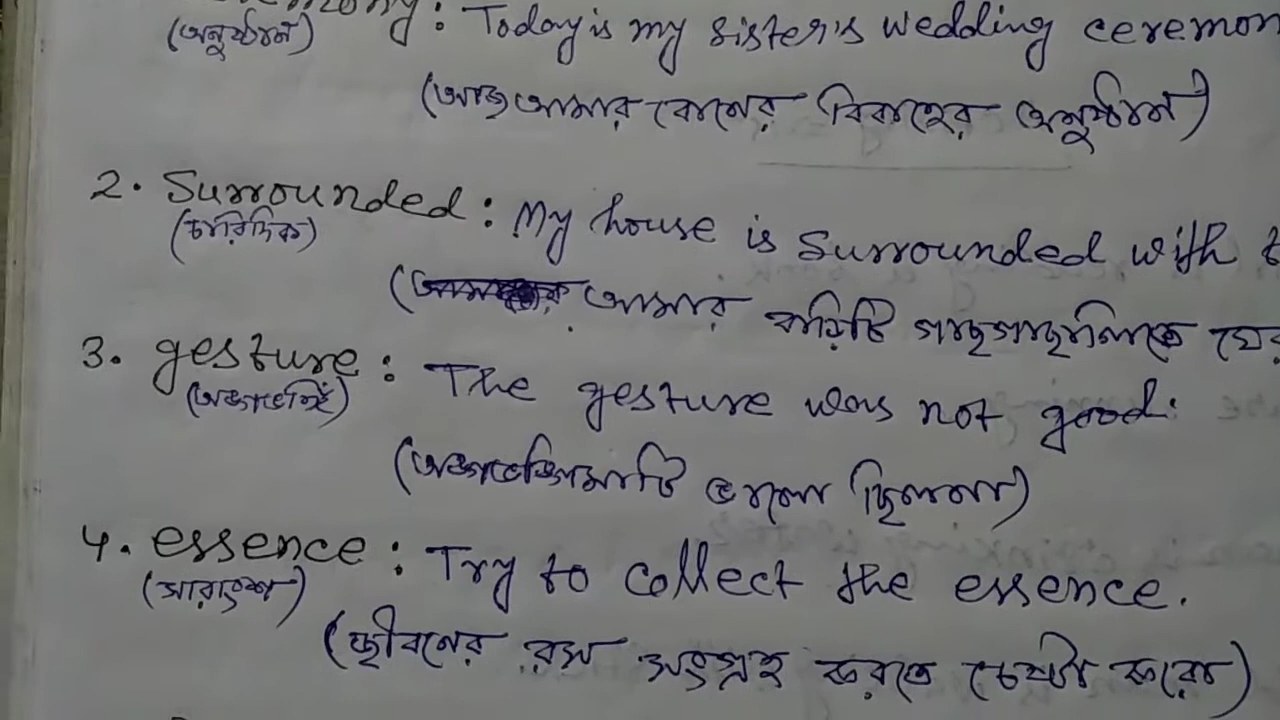 : Today is my sister's wedding ceremon
(অনুষ্ঠান)
(আজ আমার বোনের বিবাহের অনুষ্ঠান)
2. Surrounded : My house is surrounded with
(চারিদিক)
( আমার বাড়িটি গাছগাছালিতে ঘের
3. gesture : The gesture was not good.
(অঙ্গভঙ্গি)
(অঙ্গভঙ্গিমাটি ভালো ছিলনা)
4. essence : Try to collect the essence.
(সারাংশ)
(জীবনের রস সংগ্রহ করতে চেষ্টা করো)